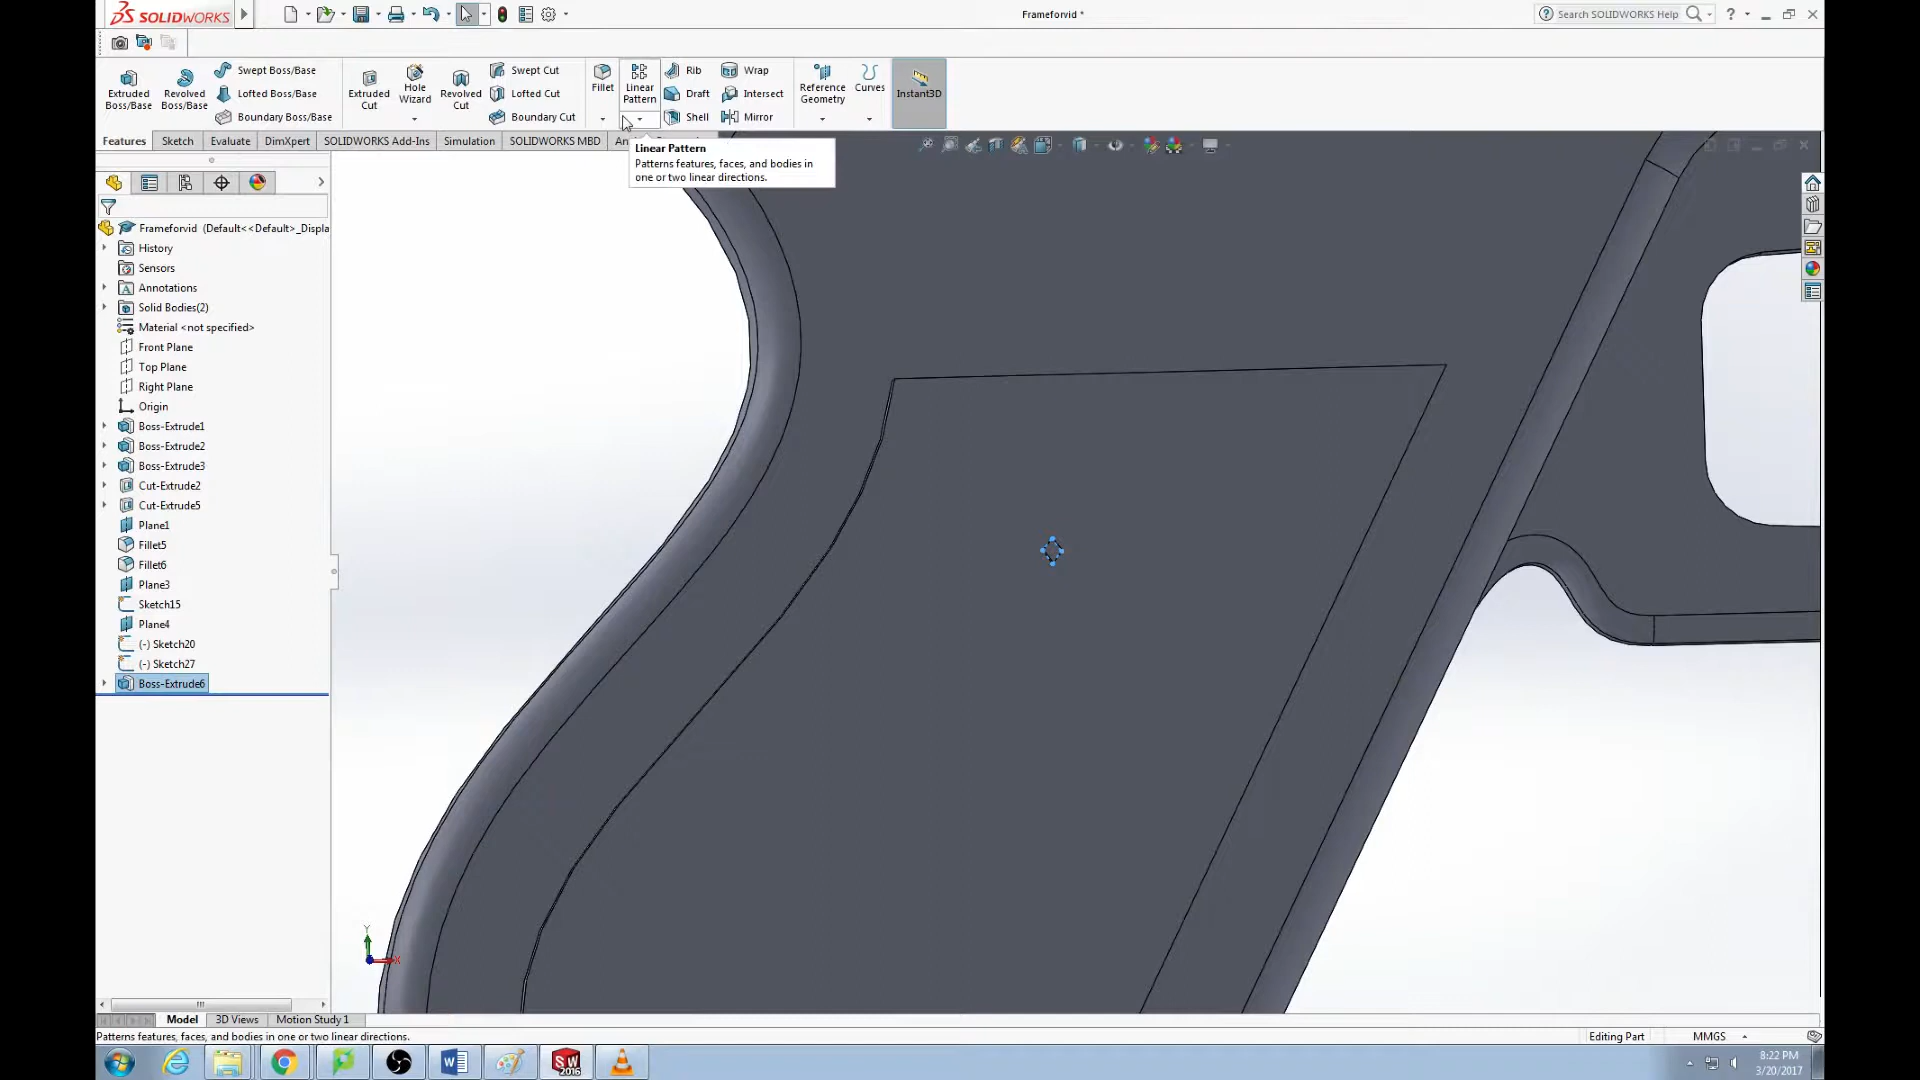 SOLIDWORKS
Frameforvid *
Search SOLIDWORKS Help
Extruded Boss/Base
Revolved Boss/Base
Swept Boss/Base
Lofted Boss/Base
Boundary Boss/Base
Extruded Cut
Hole Wizard
Revolved Cut
Swept Cut
Lofted Cut
Boundary Cut
Fillet
Linear Pattern
Rib
Draft
Shell
Wrap
Intersect
Mirror
Reference Geometry
Curves
Instant3D
Features
Sketch
Evaluate
DimXpert
SOLIDWORKS Add-Ins
Simulation
SOLIDWORKS MBD
Linear Pattern
Patterns features, faces, and bodies in
one or two linear directions.
Frameforvid (Default<<Default>_Displa
History
Sensors
Annotations
Solid Bodies(2)
Material <not specified>
Front Plane
Top Plane
Right Plane
Origin
Boss-Extrude1
Boss-Extrude2
Boss-Extrude3
Cut-Extrude2
Cut-Extrude5
Plane1
Fillet5
Fillet6
Plane3
Sketch15
Plane4
(-) Sketch20
(-) Sketch27
Boss-Extrude6
Y
X
Model
3D Views
Motion Study 1
Patterns features, faces, and bodies in one or two linear directions.
Editing Part
MMGS
SW
2016
8:22 PM
3/20/2017